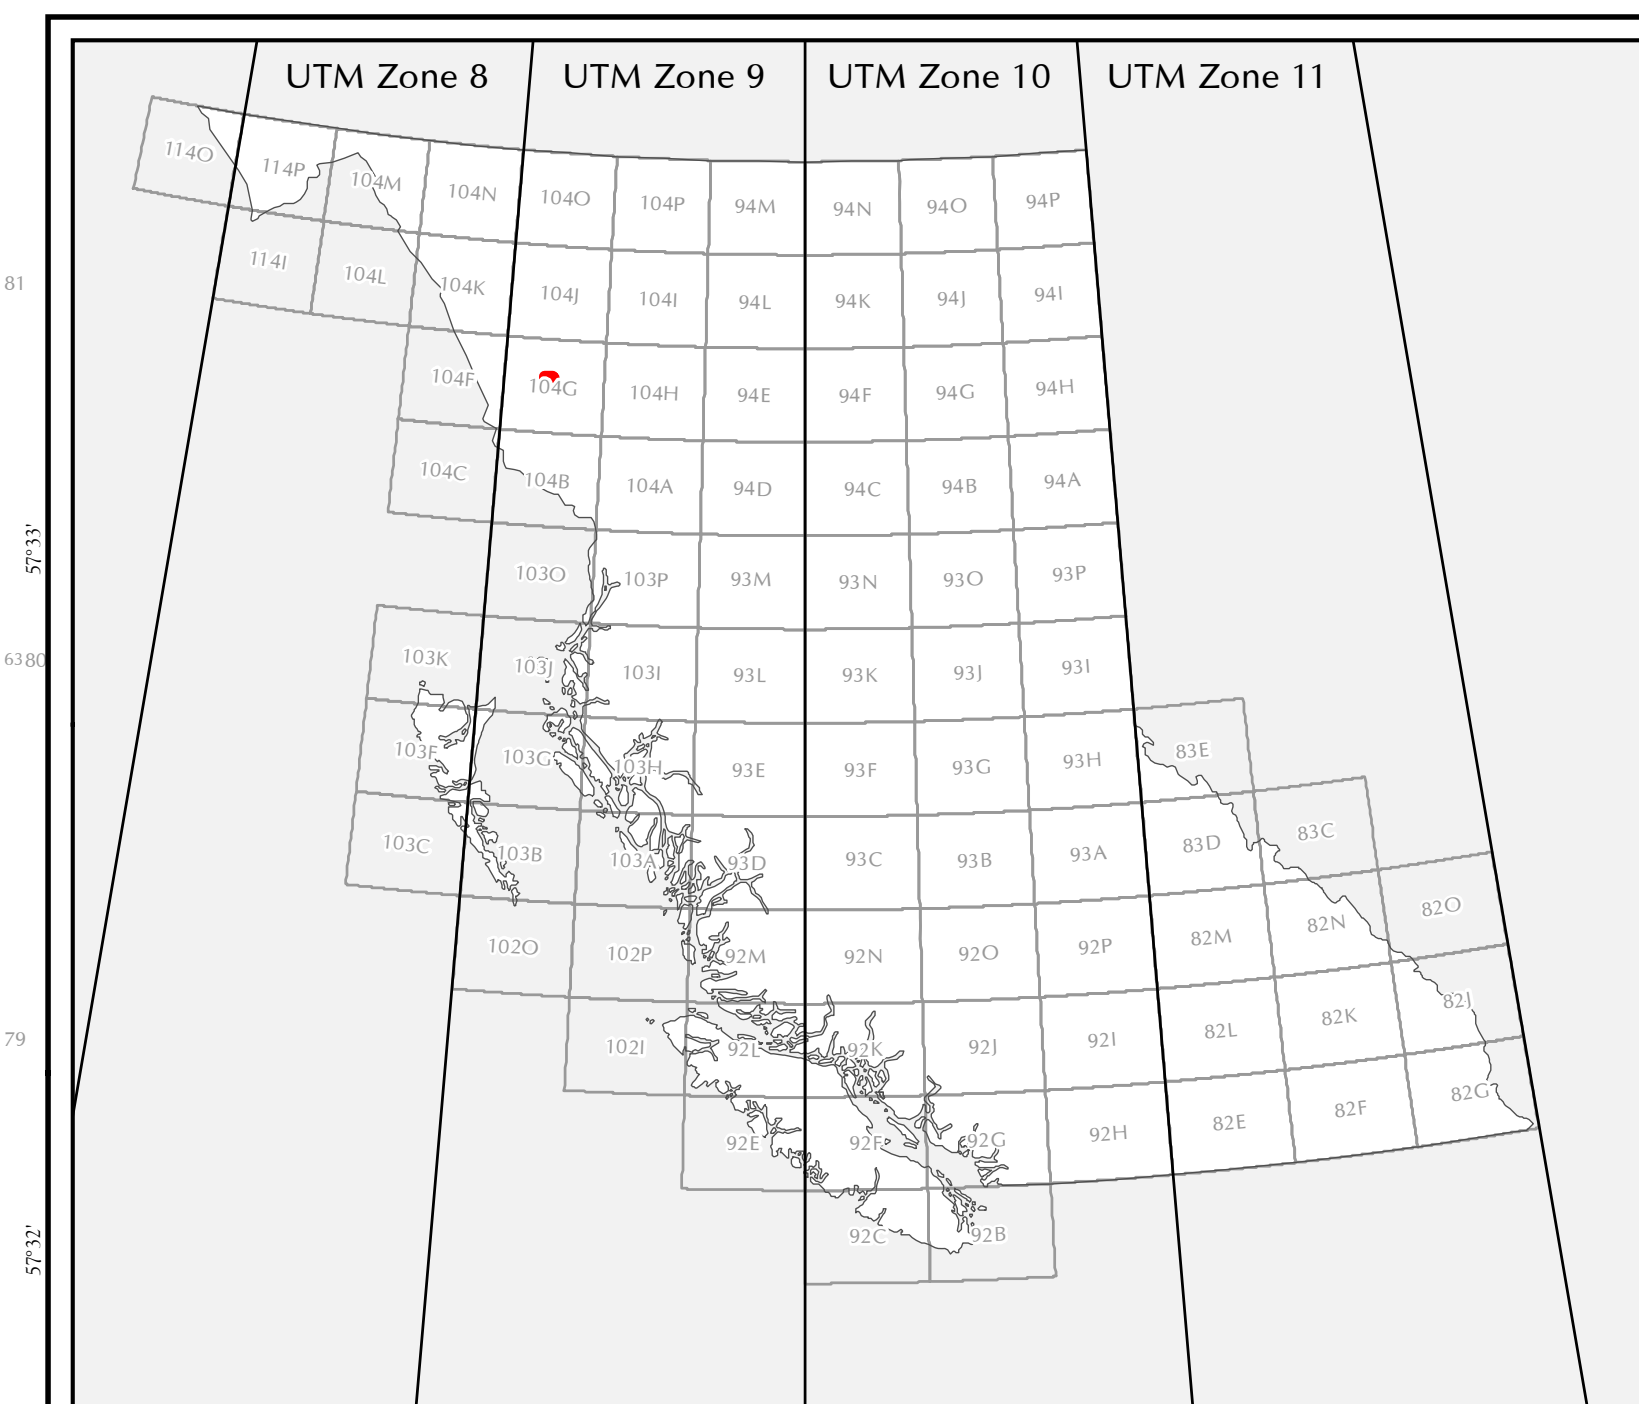 UTM Zone 8 UTM Zone 9 UTM Zone 10 UTM Zone 11
114O 114P 104M 104N 104O 104P 94M 94N 94O 94P
114I 104L 104K 104J 104I 94L 94K 94J 94I
81
104F 104G 104H 94E 94F 94G 94H
104C 104B 104A 94D 94C 94B 94A
57°33'
103O 103P 93M 93N 93O 93P
6380
103K 103J 103I 93L 93K 93J 93I
103F 103G 103H 93E 93F 93G 93H 83E
103C 103B 103A 93D 93C 93B 93A 83D 83C
102O 102P 92M 92N 92O 92P 82M 82N 82O
79
102I 92L 92K 92J 92I 82L 82K 82J
92E 92F 92G 92H 82E 82F 82G
57°32'
92C 92B